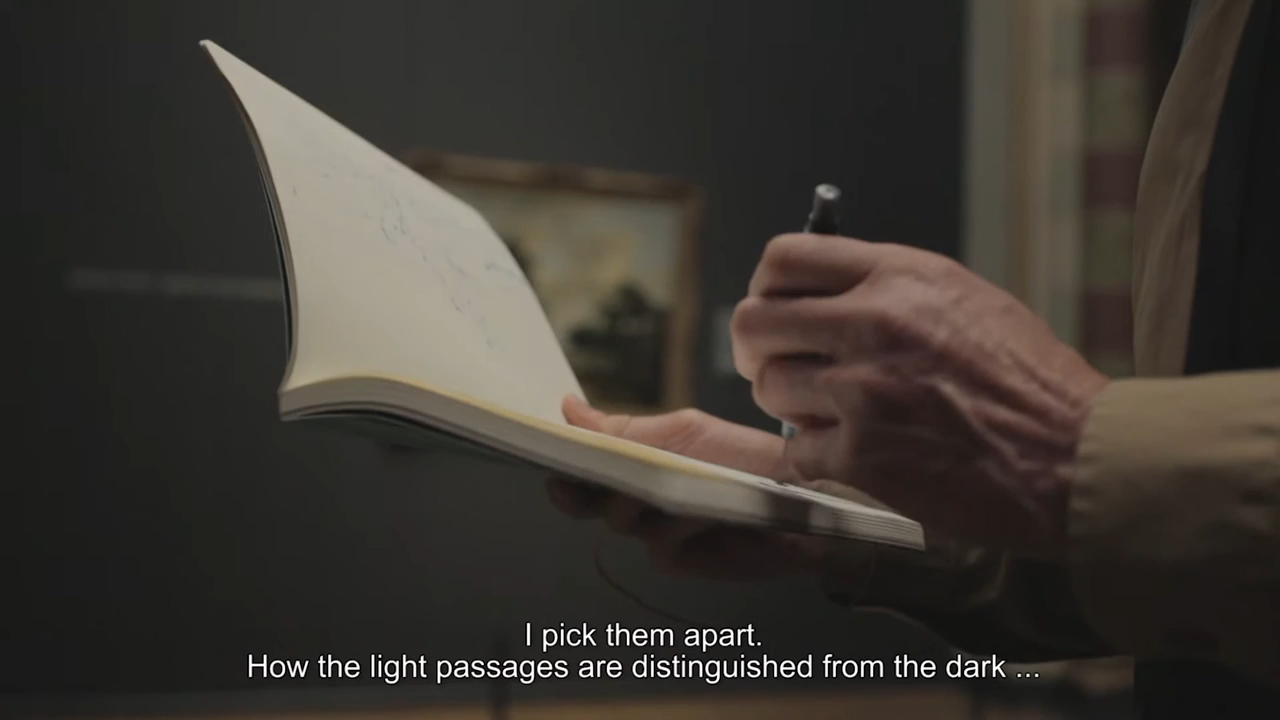 I pick them apart.
How the light passages are distinguished from the dark ...